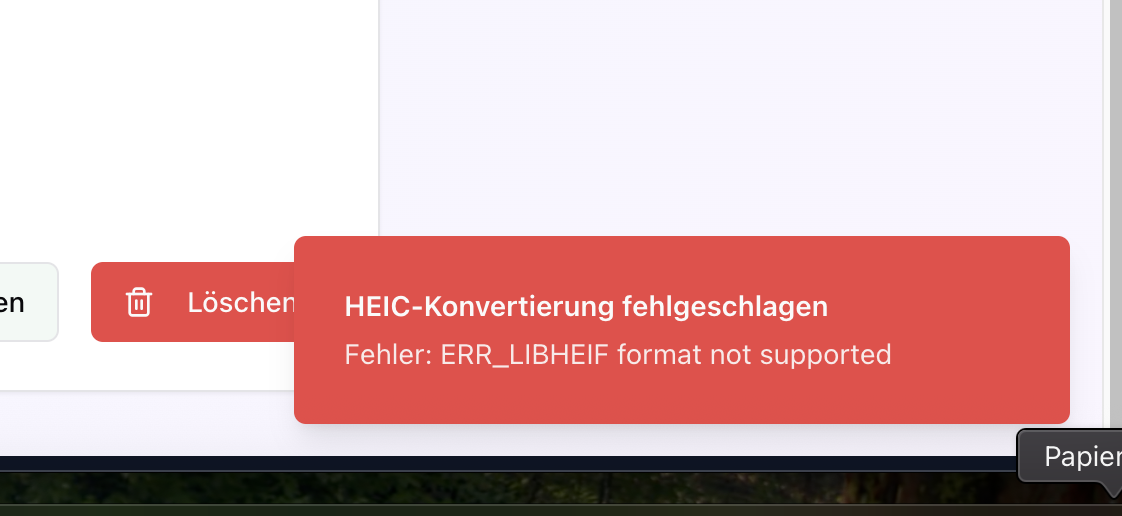 en
Löschen
HEIC-Konvertierung fehlgeschlagen
Fehler: ERR_LIBHEIF format not supported
Papier